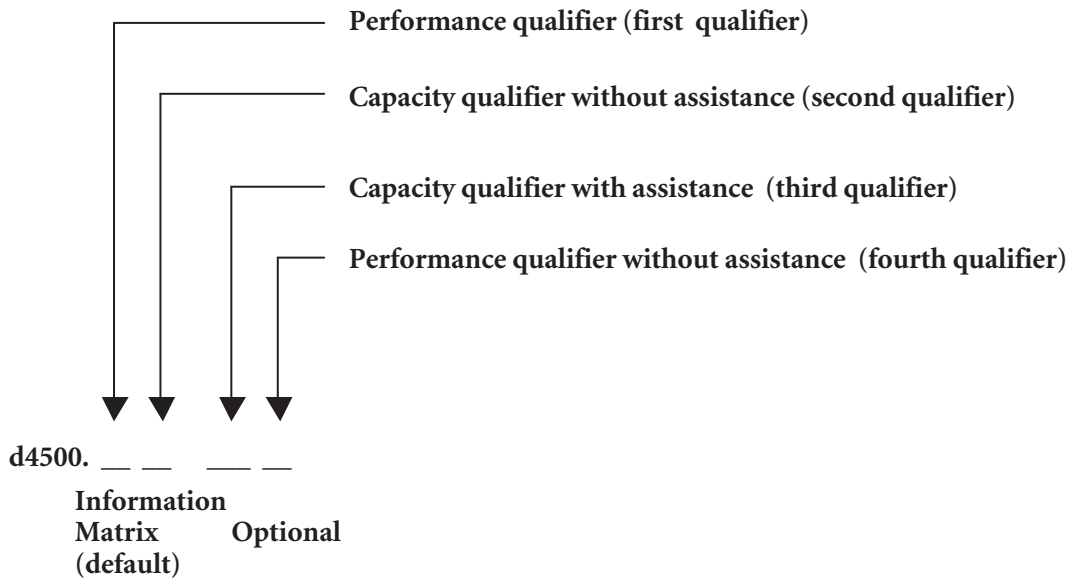 Performance qualifier (first qualifier)
Capacity qualifier without assistance (second qualifier)
Capacity qualifier with assistance (third qualifier)
Performance qualifier without assistance (fourth qualifier)
d4500. __ __ ___ __
Information
Matrix Optional
(default)